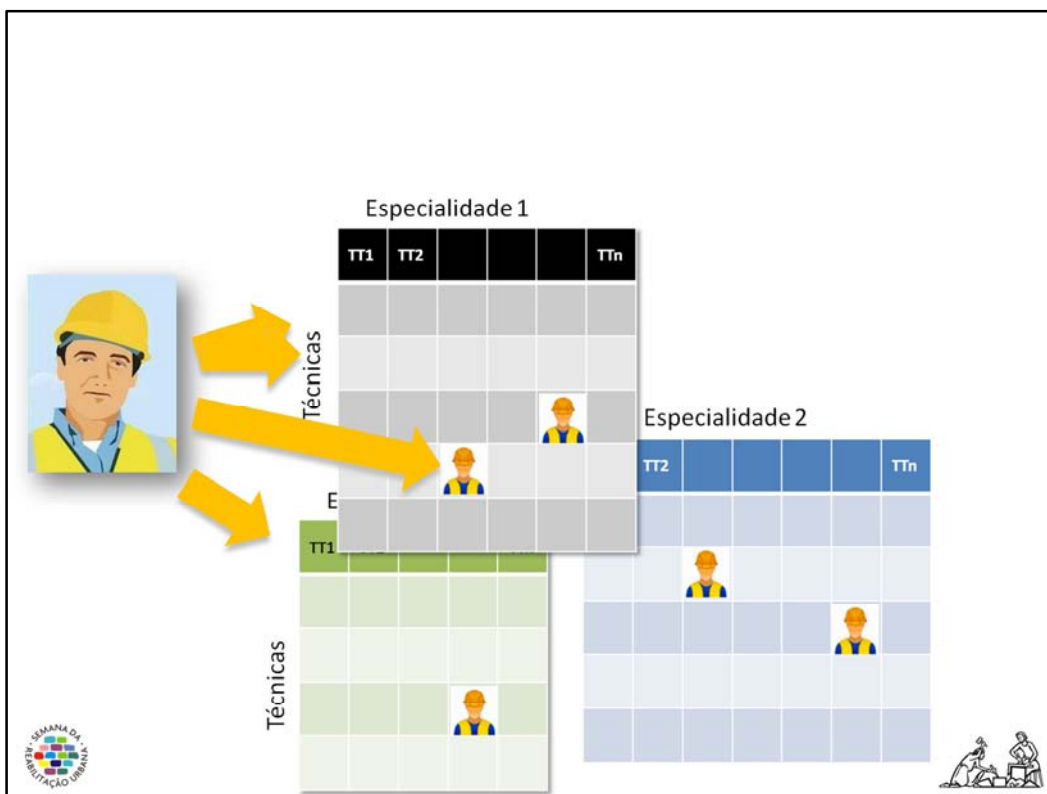 Especialidade 1
TT1 TT2 TTn
Técnicas
Especialidade 2
TT2 TTn
E
TT1
Técnicas
SEMANA DA
REABILITAÇÃO URBANA